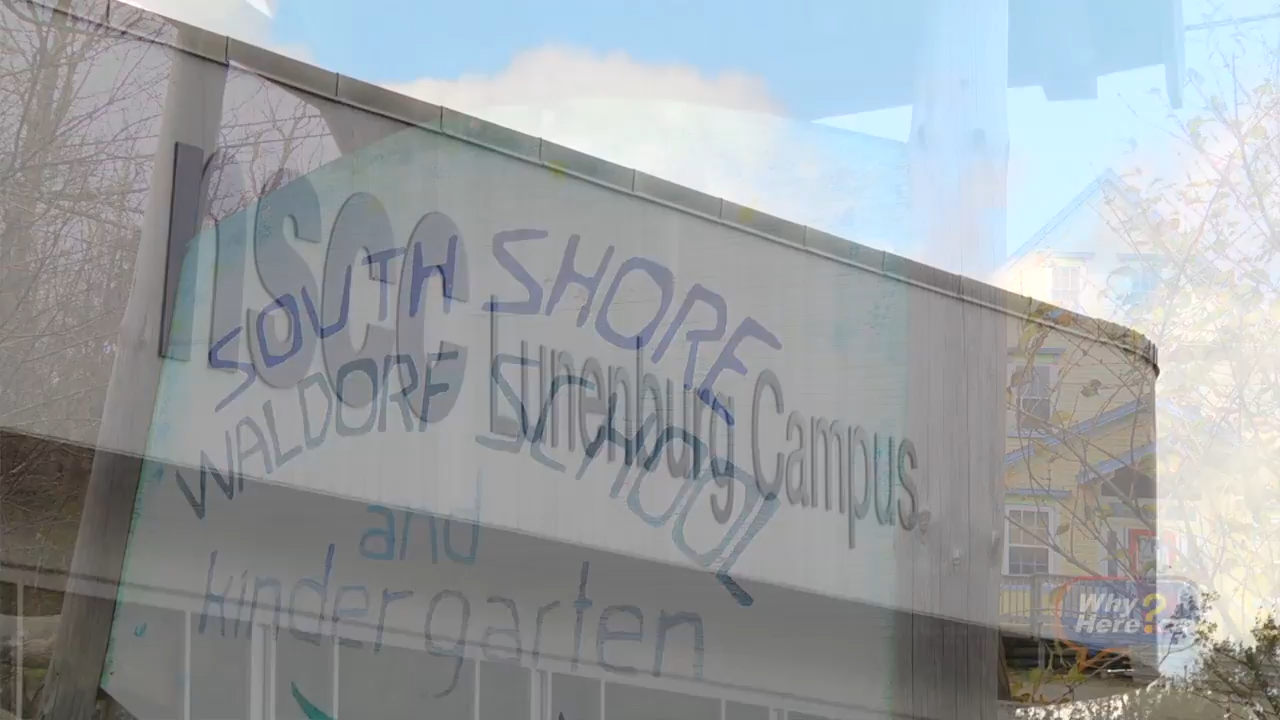 NSCC Lunenburg Campus
SOUTH SHORE
WALDORF SCHOOL
and
kindergarten
Why
Here?